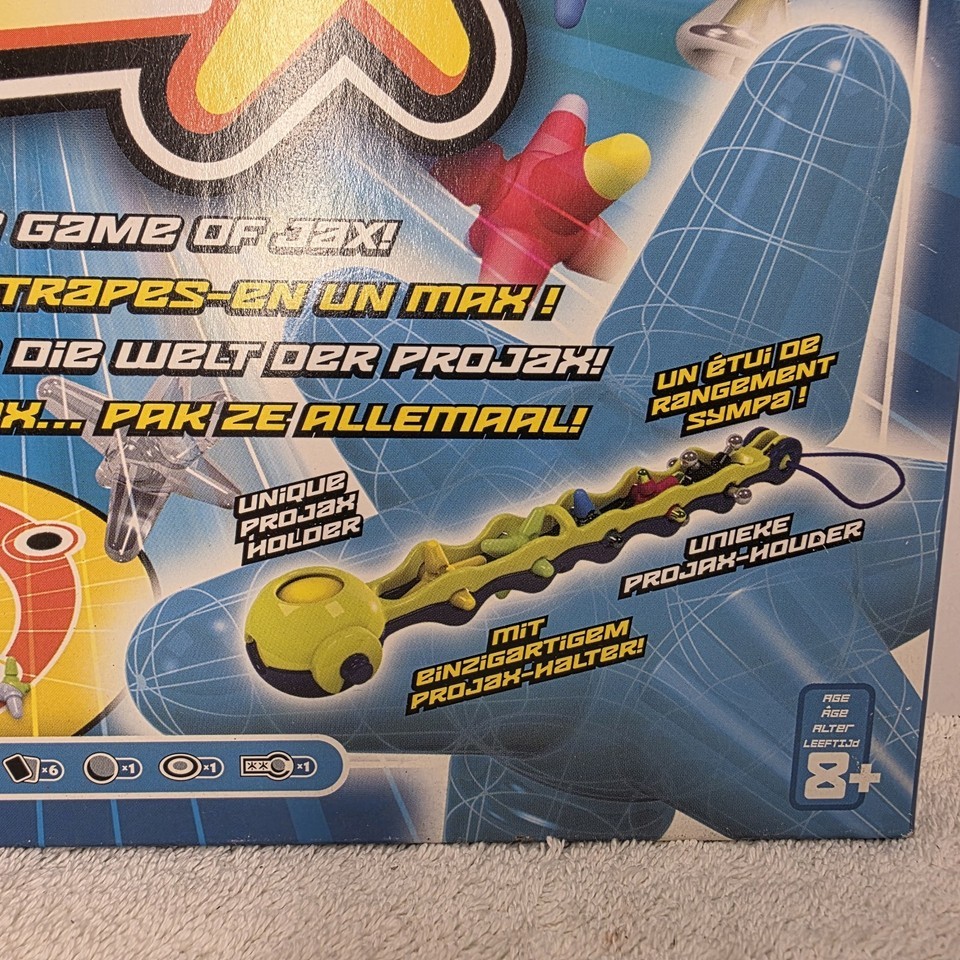 GAME OF JAX!
TRAPES-EN UN MAX !
DIE WELT DER PROJAX!
X... PAK ZE ALLEMAAL!
UN ÉTUI DE
RANGEMENT
SYMPA !
UNIQUE
PROJAX
HOLDER
UNIEKE
PROJAX-HOUDER
MIT
EINZIGARTIGEM
PROJAX-HALTER!
AGE
ÂGE
ALTER
LEEFTIJD
8+
x6 x1 x1 x1